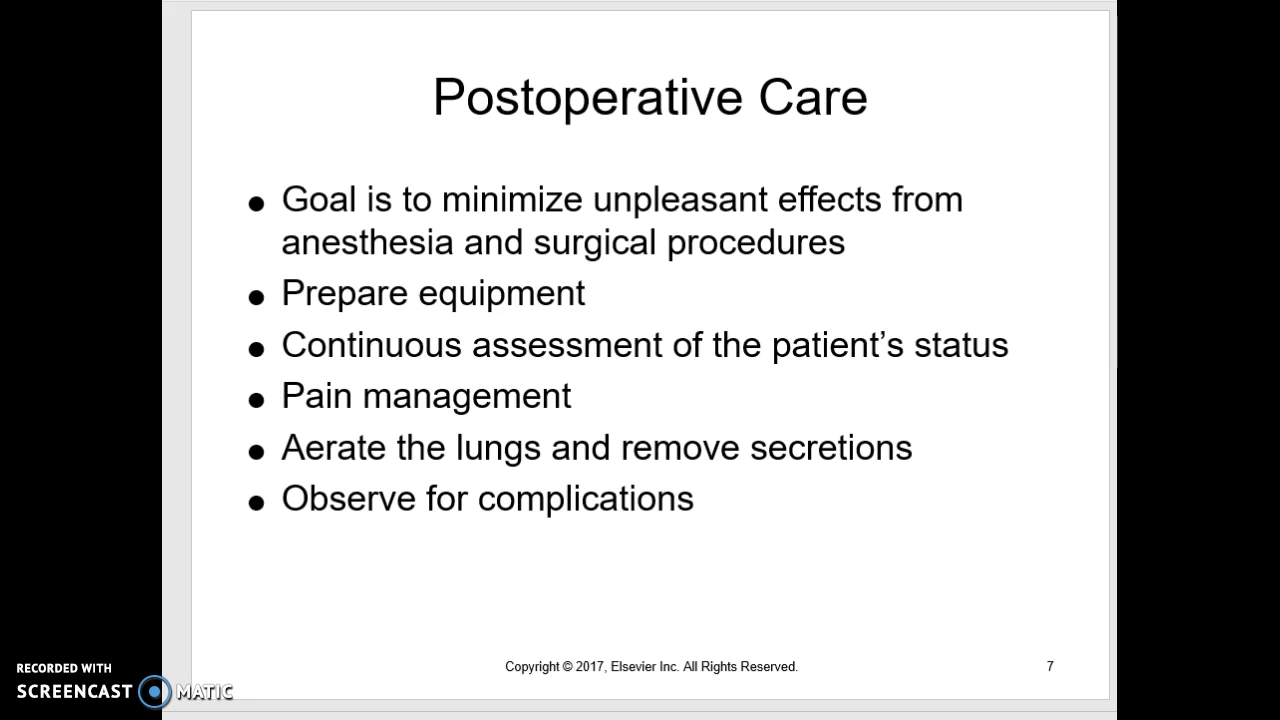 Postoperative Care
● Goal is to minimize unpleasant effects from
anesthesia and surgical procedures
● Prepare equipment
● Continuous assessment of the patient’s status
● Pain management
● Aerate the lungs and remove secretions
● Observe for complications
Copyright © 2017, Elsevier Inc. All Rights Reserved.
7
RECORDED WITH
SCREENCAST MATIC